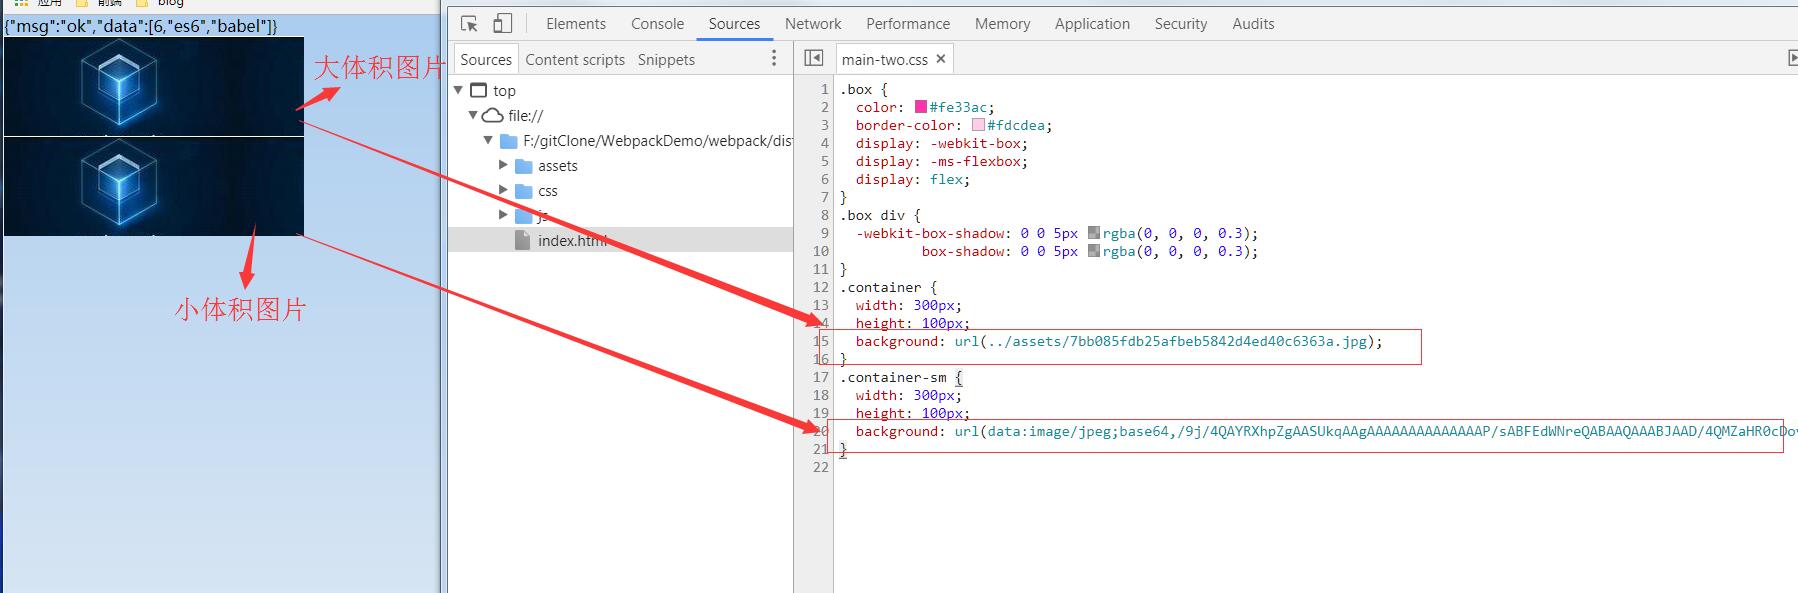 应用
前端
blog
{"msg":"ok","data":[6,"es6","babel"]}
大体积图片
小体积图片
Elements Console Sources Network Performance Memory Application Security Audits
Sources Content scripts Snippets
top
file://
F:/gitClone/WebpackDemo/webpack/dist
assets
css
js
index.html
main-two.css ×
1 .box {
2 color: #fe33ac;
3 border-color: #fdcdea;
4 display: -webkit-box;
5 display: -ms-flexbox;
6 display: flex;
7 }
8 .box div {
9 -webkit-box-shadow: 0 0 5px rgba(0, 0, 0, 0.3);
10 box-shadow: 0 0 5px rgba(0, 0, 0, 0.3);
11 }
12 .container {
13 width: 300px;
14 height: 100px;
15 background: url(../assets/7bb085fdb25afbeb5842d4ed40c6363a.jpg);
16 }
17 .container-sm {
18 width: 300px;
19 height: 100px;
20 background: url(data:image/jpeg;base64,/9j/4QAYRXhpZgAASUkqAAgAAAAAAAAAAAAAAP/sABFEdWNreQABAAQAAABJAAD/4QMZaHR0cDov
21 }
22